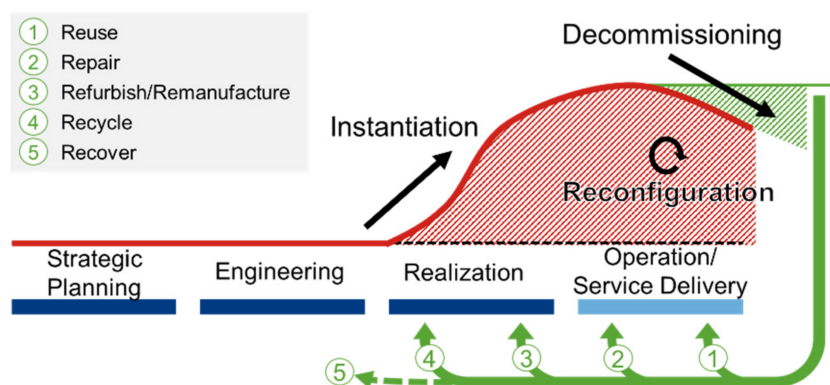 1 Reuse
2 Repair
3 Refurbish/Remanufacture
4 Recycle
5 Recover
Decommissioning
Instantiation
Reconfiguration
Strategic
Planning
Engineering
Realization
Operation/
Service Delivery
5
4
3
2
1